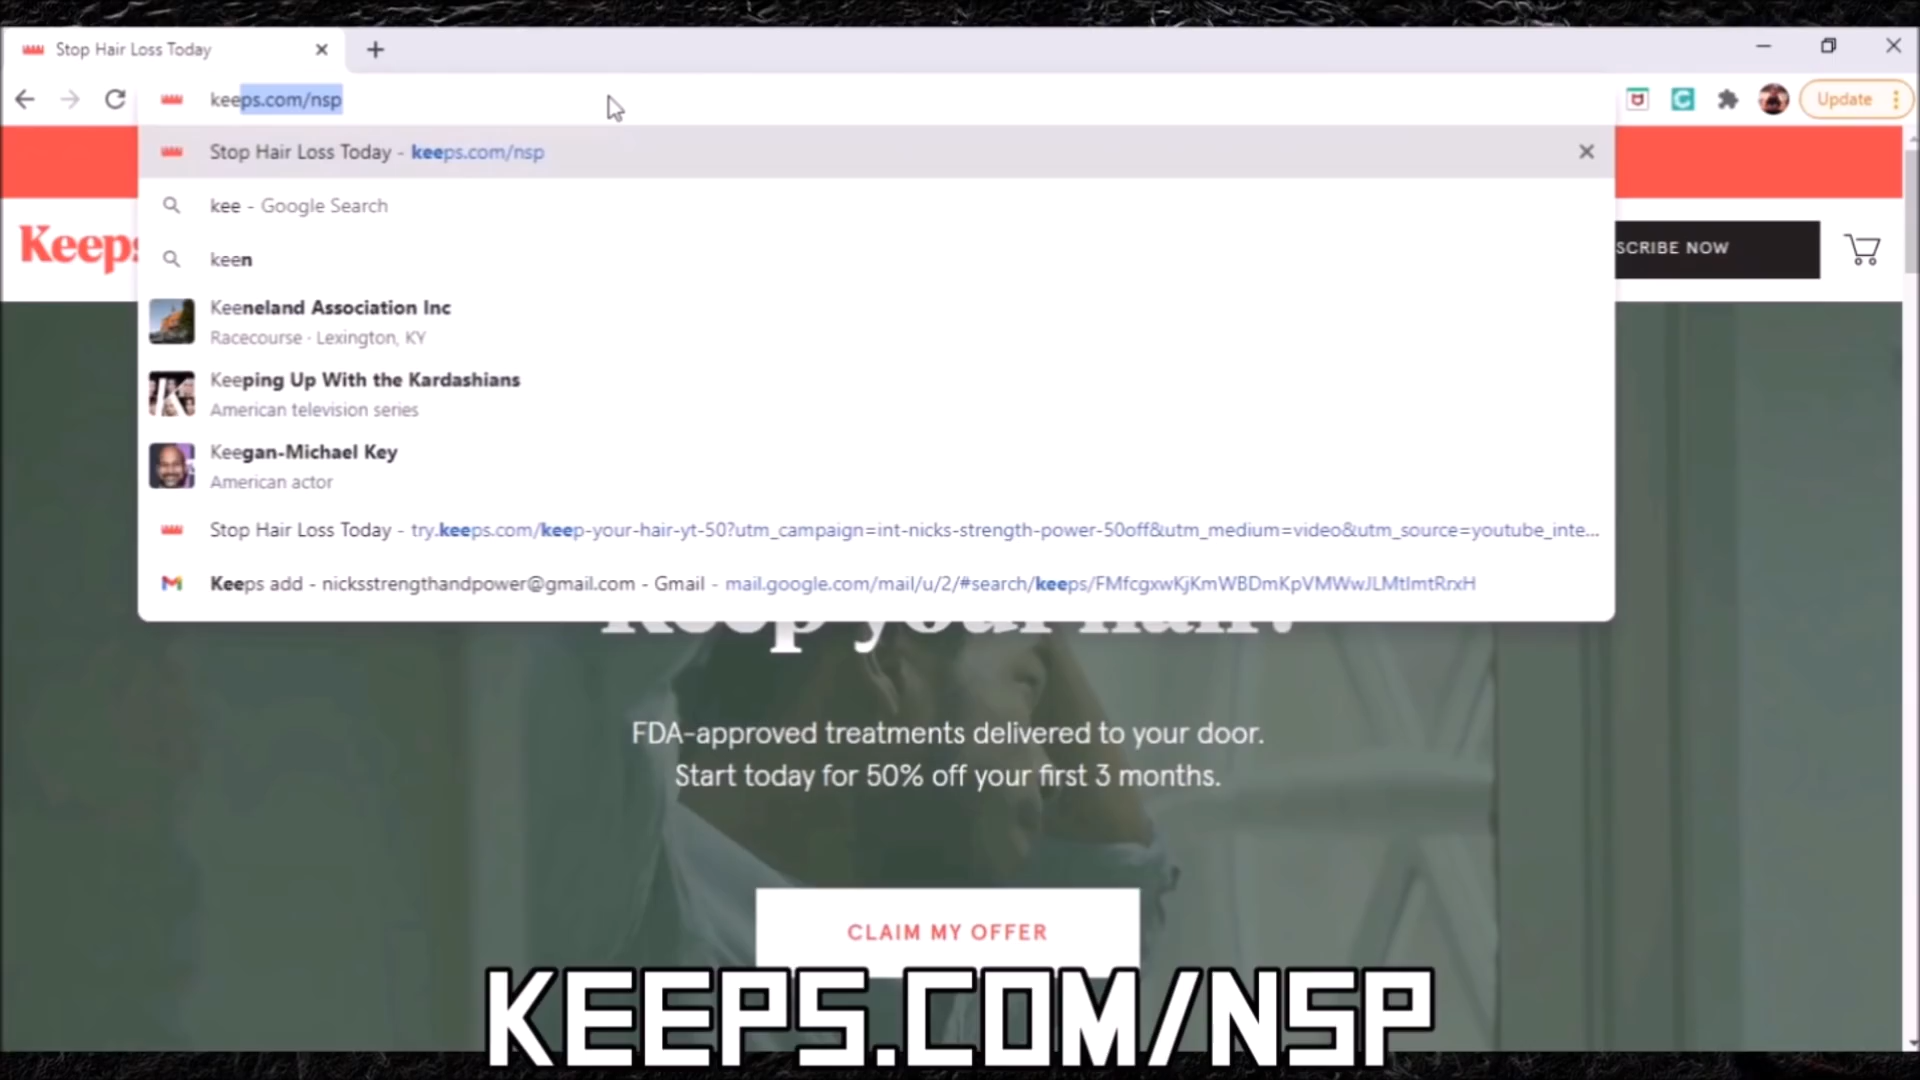 Stop Hair Loss Today
keeps.com/nsp
Update
Stop Hair Loss Today - keeps.com/nsp
kee - Google Search
keen
Keeps
SCRIBE NOW
Keeneland Association Inc
Racecourse · Lexington, KY
Keeping Up With the Kardashians
American television series
Keegan-Michael Key
American actor
Stop Hair Loss Today - try.keeps.com/keep-your-hair-yt-50?utm_campaign=int-nicks-strength-power-50off&utm_medium=video&utm_source=youtube_inte...
Keeps add - nicksstrengthandpower@gmail.com - Gmail - mail.google.com/mail/u/2/#search/keeps/FMfcgxwKjKmWBDmKpVMWwJLMtlmtRrxH
Keep your hair.
FDA-approved treatments delivered to your door.
Start today for 50% off your first 3 months.
CLAIM MY OFFER
KEEPS.COM/NSP